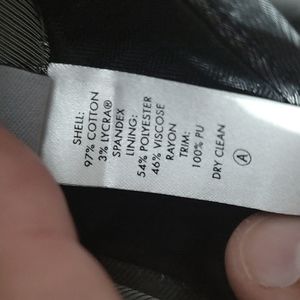 SHELL:
97% COTTON
3% LYCRA®
SPANDEX
LINING:
54% POLYESTER
46% VISCOSE
RAYON
TRIM:
100% PU
DRY CLEAN
A